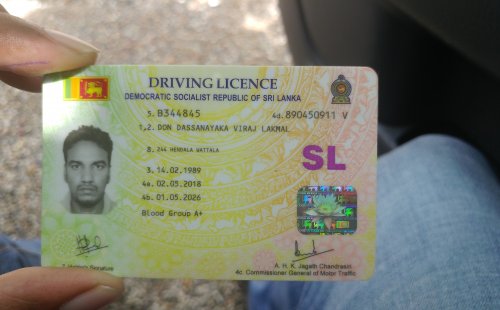 DRIVING LICENCE
DEMOCRATIC SOCIALIST REPUBLIC OF SRI LANKA
5. B344845 4d. 890450911 V
1,2. DON DASSANAYAKA VIRAJ LAKMAL
8. 244 HENDALA WATTALA
SL
3. 14.02.1989
4a. 02.05.2018
4b. 01.05.2026
Blood Group A+
7. Holder's Signature
A. H. K. Jagath Chandrasiri
4c. Commissioner General of Motor Traffic